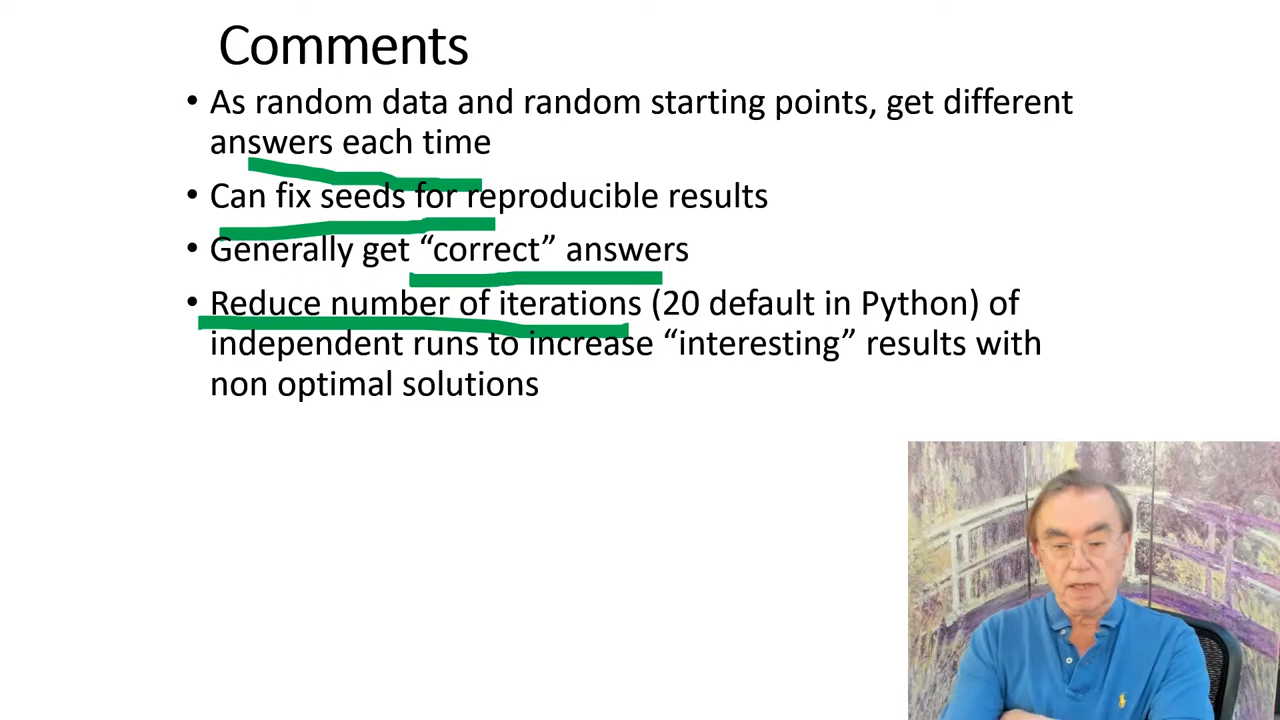 Comments
• As random data and random starting points, get different
answers each time
• Can fix seeds for reproducible results
• Generally get “correct” answers
• Reduce number of iterations (20 default in Python) of
independent runs to increase “interesting” results with
non optimal solutions